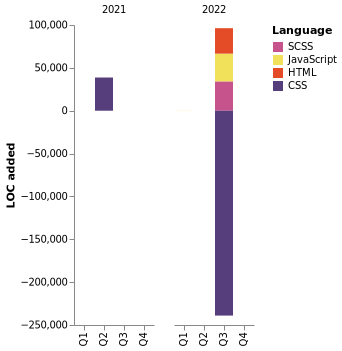 2021
2022
Language
SCSS
JavaScript
HTML
CSS
LOC added
100,000
50,000
0
−50,000
−100,000
−150,000
−200,000
−250,000
Q1
Q2
Q3
Q4
Q1
Q2
Q3
Q4